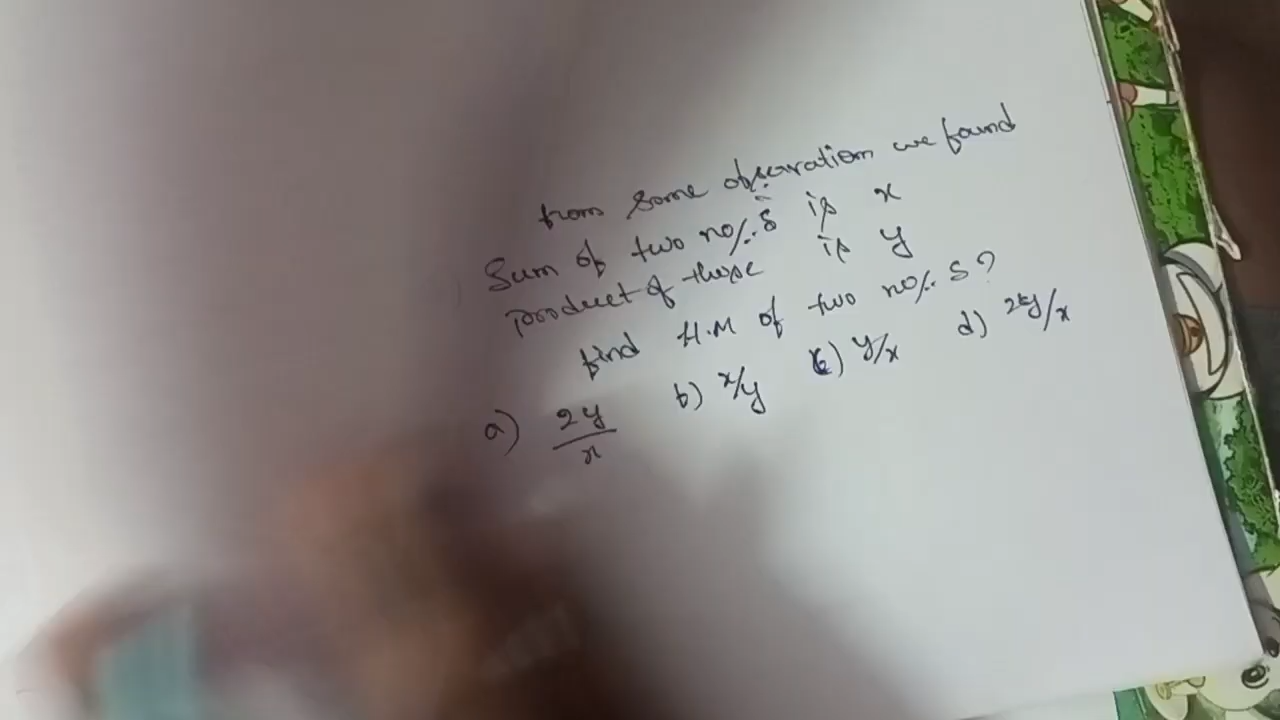 from some observation we found
Sum of two no/.s is x
product of those is y
find H.M of two no/.s?
a) 2y/x b) x/y c) y/x d)